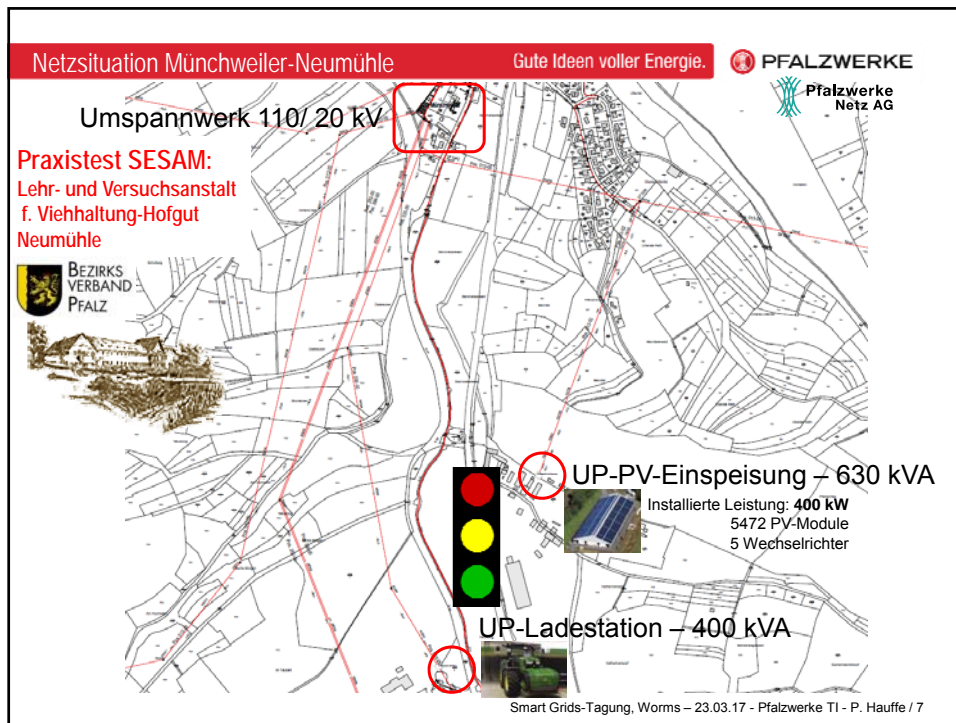 Netzsituation Münchweiler-Neumühle
Gute Ideen voller Energie.
PFALZWERKE
Pfalzwerke
Netz AG
Umspannwerk 110/ 20 kV
Praxistest SESAM:
Lehr- und Versuchsanstalt
f. Viehhaltung-Hofgut
Neumühle
BEZIRKS
VERBAND
PFALZ
UP-PV-Einspeisung – 630 kVA
Installierte Leistung: 400 kW
5472 PV-Module
5 Wechselrichter
UP-Ladestation – 400 kVA
Smart Grids-Tagung, Worms – 23.03.17 - Pfalzwerke TI - P. Hauffe / 7